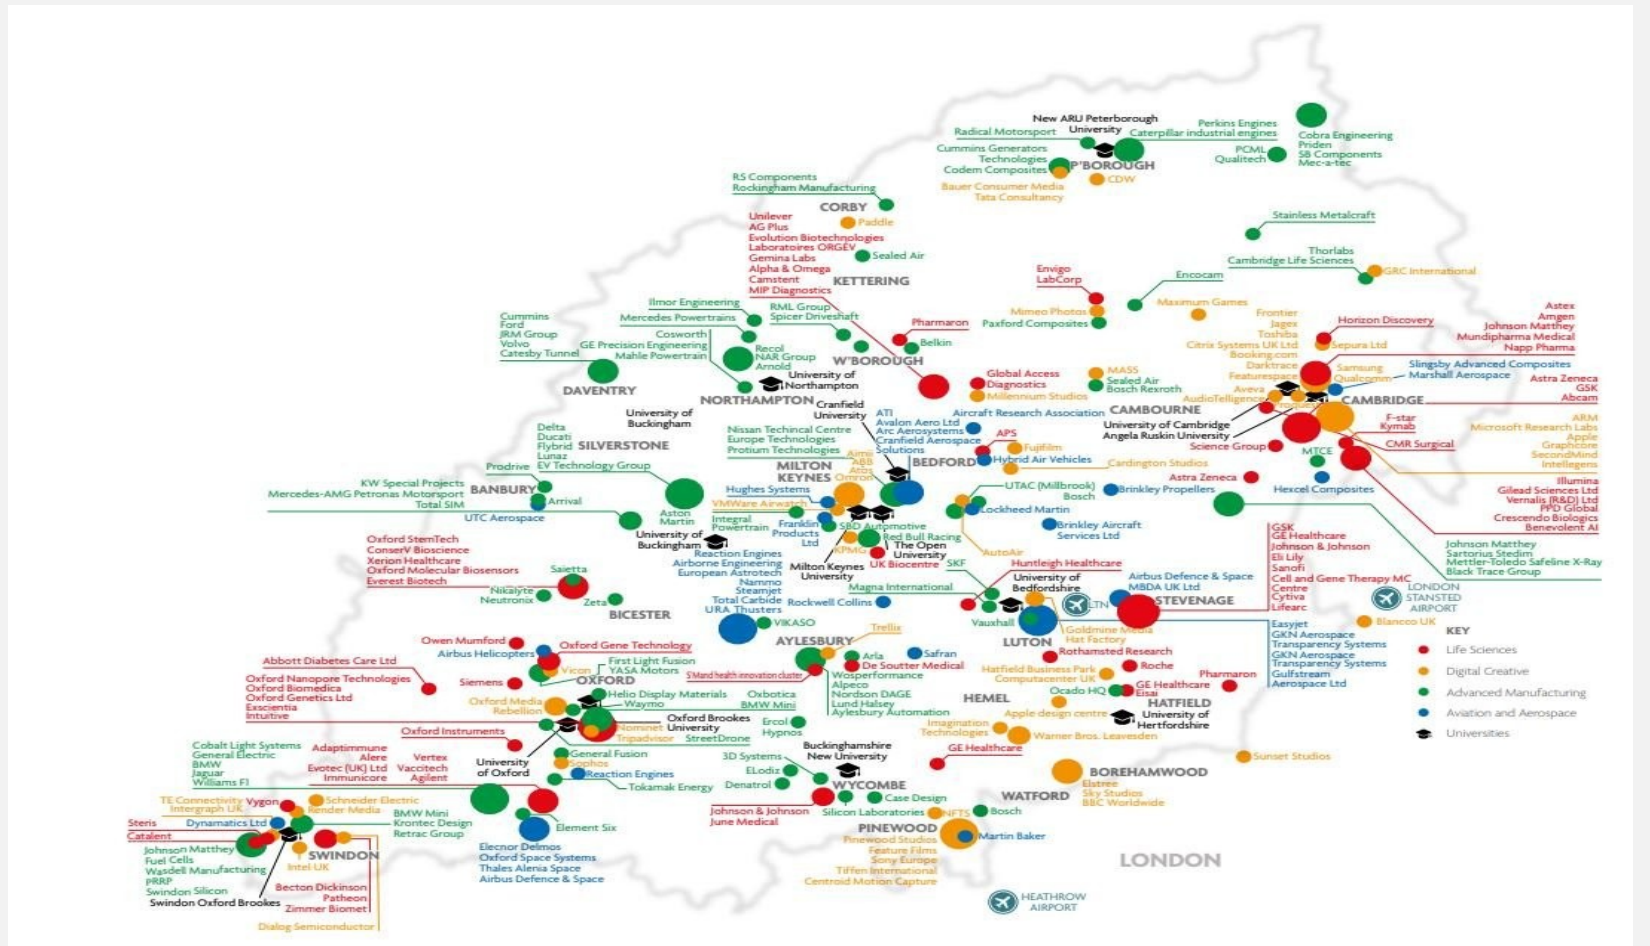 New ARU Peterborough
University
Radical Motorsport
Caterpillar industrial engines
Perkins Engines
PCML
Qualitech
Cobra Engineering
Priden
SB Components
Mec-a-tec
Cummins Generators
Technologies
Codem Composites
P'BOROUGH
CDW
Bauer Consumer Media
Tata Consultancy
RS Components
Rockingham Manufacturing
CORBY
Paddle
Unilever
AG Plus
Evolution Biotechnologies
Laboratoires ORGÉV
Gemina Labs
Alpha & Omega
Camstent
MIP Diagnostics
Sealed Air
KETTERING
Stainless Metalcraft
Thorlabs
Cambridge Life Sciences
GRC International
Envigo
LabCorp
Mimeo Photos
Paxford Composites
Encocam
Maximum Games
Ilmor Engineering
Mercedes Powertrains
Cosworth
GE Precision Engineering
Mahle Powertrain
RML Group
Spicer Driveshaft
Recol
NAR Group
Arnold
Pharmaron
Belkin
W'BOROUGH
Cummins
Ford
JRM Group
Volvo
Catesby Tunnel
DAVENTRY
University of
Northampton
NORTHAMPTON
Global Access
Diagnostics
Millennium Studios
MASS
Sealed Air
Bosch Rexroth
Frontier
Jagex
Toshiba
Citrix Systems UK Ltd
Booking.com
Darktrace
Featurespace
Aveva
AudioTelligence
Horizon Discovery
Sepura Ltd
Samsung
Qualcomm
Astex
Amgen
Johnson Matthey
Mundipharma Medical
Napp Pharma
Slingsby Advanced Composites
Marshall Aerospace
Astra Zeneca
GSK
Abcam
CAMBRIDGE
CAMBOURNE
University of Cambridge
Angela Ruskin University
Science Group
MTCE
F-star
Kymab
CMR Surgical
ARM
Microsoft Research Labs
Apple
Graphcore
SecondMind
Intellegens
Astra Zeneca
Hexcel Composites
Illumina
Gilead Sciences Ltd
Vernalis (R&D) Ltd
PPD Global
Crescendo Biologics
Benevolent AI
Johnson Matthey
Sartorius Stedim
Mettler-Toledo Safeline X-Ray
Black Trace Group
University of
Buckingham
Cranfield
University
ATI
Avalon Aero Ltd
Arc Aerosystems
Cranfield Aerospace
Solutions
Aircraft Research Association
APS
Fujifilm
Hybrid Air Vehicles
Cardington Studios
BEDFORD
Delta
Ducati
Flybrid
Lunaz
EV Technology Group
SILVERSTONE
Nissan Techincal Centre
Europe Technologies
Protium Technologies
ABB
Omron
MILTON
KEYNES
Hughes Systems
VMWare Airwatch
Integral
Powertrain
Franklin
Products
Ltd
SBD Automotive
Red Bull Racing
The Open
University
KPMG
UK Biocentre
Milton Keynes
University
UTAC (Millbrook)
Bosch
Lockheed Martin
Brinkley Propellers
Brinkley Aircraft
Services Ltd
AutoAir
Prodrive
KW Special Projects
Mercedes-AMG Petronas Motorsport
Total SIM
BANBURY
Arrival
UTC Aerospace
Aston
Martin
University of
Buckingham
Oxford StemTech
ConserV Bioscience
Xerion Healthcare
Oxford Molecular Biosensors
Everest Biotech
Saietta
Nikalyte
Neutronix
Zeta
BICESTER
Reaction Engines
Airborne Engineering
European Astrotech
Nammo
Steamjet
Total Carbide
URA Thusters
VIKASO
Rockwell Collins
Magna International
SKF
Huntleigh Healthcare
University of
Bedfordshire
Vauxhall
LUTON
LTN
Goldmine Media
Hat Factory
Airbus Defence & Space
MBDA UK Ltd
STEVENAGE
GSK
GE Healthcare
Johnson & Johnson
Eli Lily
Sanofi
Cell and Gene Therapy MC
Centre
Cytiva
Lifearc
LONDON
STANSTED
AIRPORT
Blancco UK
Easyjet
GKN Aerospace
Transparency Systems
GKN Aerospace
Transparency Systems
Gulfstream
Aerospace Ltd
KEY
Life Sciences
Digital Creative
Advanced Manufacturing
Aviation and Aerospace
Universities
Owen Mumford
Airbus Helicopters
Oxford Gene Technology
First Light Fusion
YASA Motors
Vicon
OXFORD
Siemens
Abbott Diabetes Care Ltd
Oxford Nanopore Technologies
Oxford Biomedica
Oxford Genetics Ltd
Exscientia
Intuitive
Helio Display Materials
Waymo
Oxbotica
BMW Mini
Oxford Media
Rebellion
Oxford Brookes
University
Nominet
Tripadvisor
StreetDrone
Oxford Instruments
University
of Oxford
AYLESBURY
Trellix
Arla
De Soutter Medical
Safran
SMand health innovation cluster
Wosperformance
Alpeco
Nordson DAGE
Lund Halsey
Aylesbury Automation
Ercol
Hypnos
Rothamsted Research
Hatfield Business Park
Computacenter UK
Roche
Ocado HQ
GE Healthcare
Eisai
Pharmaron
HEMEL
HATFIELD
Apple design centre
University of
Hertfordshire
Imagination
Technologies
Warner Bros. Leavesden
GE Healthcare
Sunset Studios
Cobalt Light Systems
General Electric
BMW
Jaguar
Williams F1
Adaptimmune
Alere
Evotec (UK) Ltd
Immunicore
Vertex
Vaccitech
Agilent
General Fusion
Sophos
Reaction Engines
Tokamak Energy
Element Six
Elecnor Delmos
Oxford Space Systems
Thales Alenia Space
Airbus Defence & Space
Buckinghamshire
New University
3D Systems
ELodiz
Denatrol
WYCOMBE
Case Design
Johnson & Johnson
June Medical
Silicon Laboratories
NFTS
Bosch
WATFORD
BOREHAMWOOD
Elstree
Sky Studios
BBC Worldwide
PINEWOOD
Martin Baker
Pinewood Studios
Feature Films
Sony Europe
Tiffen International
Centroid Motion Capture
LONDON
HEATHROW
AIRPORT
TE Connectivity
Intergraph UK
Vygon
Schneider Electric
Render Media
Steris
Dynamatics Ltd
Catalent
BMW Mini
Krontec Design
Retrac Group
Johnson Matthey
Fuel Cells
Wasdell Manufacturing
PRRP
Swindon Silicon
Swindon Oxford Brookes
SWINDON
Intel UK
Becton Dickinson
Patheon
Zimmer Biomet
Dialog Semiconductor